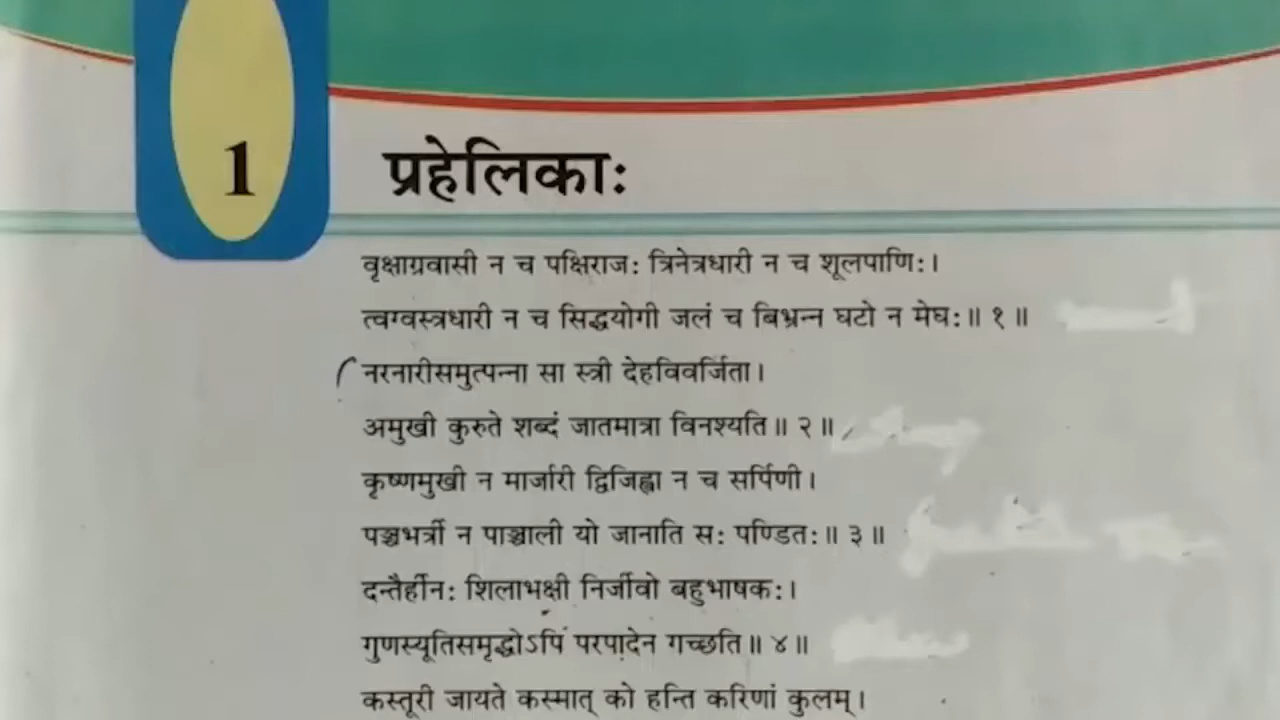 1
प्रहेलिकाः
वृक्षाग्रवासी न च पक्षिराजः त्रिनेत्रधारी न च शूलपाणिः।
त्वग्वस्त्रधारी न च सिद्धयोगी जलं च बिभ्रन्न घटो न मेघः॥ १॥
नरनारीसमुत्पन्ना सा स्त्री देहविवर्जिता।
अमुखी कुरुते शब्दं जातमात्रा विनश्यति॥ २॥
कृष्णमुखी न मार्जारी द्विजिह्वा न च सर्पिणी।
पञ्चभर्त्री न पाञ्चाली यो जानाति सः पण्डितः॥ ३॥
दन्तैर्हीनः शिलाभक्षी निर्जीवो बहुभाषकः।
गुणस्यूतिसमृद्धोऽपि परपादेन गच्छति॥ ४॥
कस्तूरी जायते कस्मात् को हन्ति करिणां कुलम्।